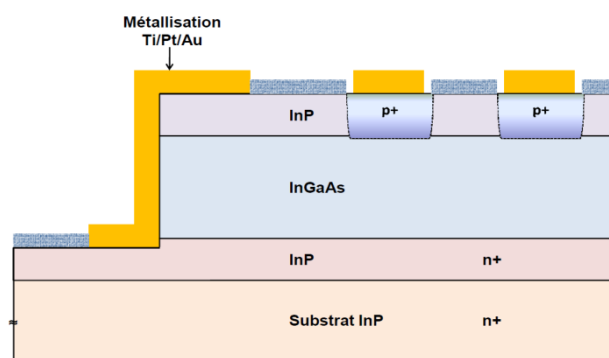 Métallisation
Ti/Pt/Au
InP
p+
p+
InGaAs
InP n+
Substrat InP n+